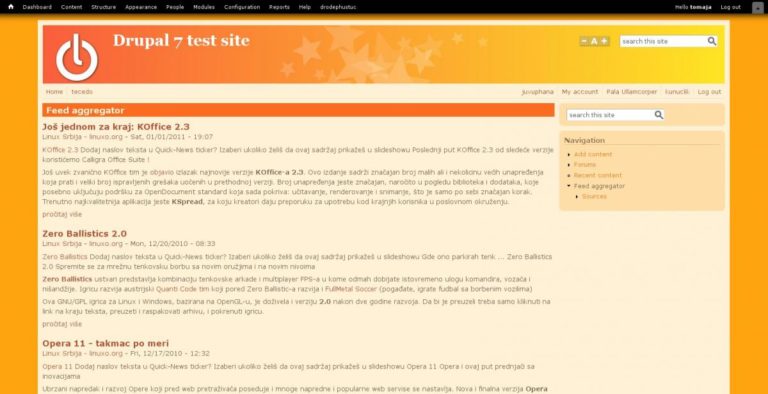 Dashboard Content Structure Appearance People Modules Configuration Reports Help drodephustuc Hello tomaja Log out
Drupal 7 test site
A
search this site
Home tecedo juvuphana My account Pala Ullamcorper Log out
Feed aggregator
search this site
Još jednom za kraj: KOffice 2.3
Linux Srbija - linuxo.org - Sat, 01/01/2011 - 19:07
KOffice 2.3 Dodaj naslov teksta u Quick-News ticker? Izaberi ukoliko želiš da ovaj sadržaj prikažeš u slideshowu Poslednji put KOffice 2.3 od sledeće verzije
koristićemo Calligra Office Suite !
Još uvek zvanično KOffice tim je objavio izlazak najnovije verzije KOffice-a 2.3. Ovo izdanje sadrži značajan broj malih ali i nekolicinu većih unapređenja
koja prati i veliki broj ispravljenih grešaka uočenih u prethodnoj verziji. Broj unapređenja jeste značajan, naročito u pogledu biblioteka i dodataka, koje
posebno uključuju podršku za OpenDocument standard koja sada pokriva: učitavanje, renderovanje i snimanje, što je samo po sebi značajan korak.
Trenutno najkvalitetnija aplikacija jeste KSpread, za koju kreatori daju preporuku za upotrebu kod krajnjih korisnika u poslovnom okruženju.
pročitaj više
Zero Ballistics 2.0
Linux Srbija - linuxo.org - Mon, 12/20/2010 - 08:33
Zero Ballistics Dodaj naslov teksta u Quick-News ticker? Izaberi ukoliko želiš da ovaj sadržaj prikažeš u slideshowu Gde ono parkirah tenk ... Zero Ballistics
2.0 Spremite se za mrežnu tenkovsku borbu sa novim oružjima i na novim nivoima
Zero Ballistics ustvari predstavlja kombinaciju tenkovske arkade i multiplayer FPS-a u kome odmah dobijate istovremeno ulogu komandira, vozača i
nišandžije. Igricu razvija austrijski Quanti Code tim koji pored Zero Ballistic-a razvija i FullMetal Soccer (pogađate, igrate fudbal sa borbenim vozilima)
Ova GNU/GPL igrica za Linux i Windows, bazirana na OpenGL-u, je doživela i verziju 2.0 nakon dve godine razvoja. Da bi je preuzeli treba samo kliknuti na
link na kraju teksta, preuzeti i raspakovati arhivu, i pokrenuti igricu.
pročitaj više
Opera 11 - takmac po meri
Linux Srbija - linuxo.org - Fri, 12/17/2010 - 12:32
Opera 11 Dodaj naslov teksta u Quick-News ticker? Izaberi ukoliko želiš da ovaj sadržaj prikažeš u slideshowu Opera 11 Opera i ovaj put prednjači sa
inovacijama
Ubrzani napredak i razvoj Opere koji pored web pretraživača poseduje i mnoge napredne i popularne web servise se nastavlja. Nova i finalna verzija Opera
Navigation
Add content
Forums
Recent content
Feed aggregator
Sources